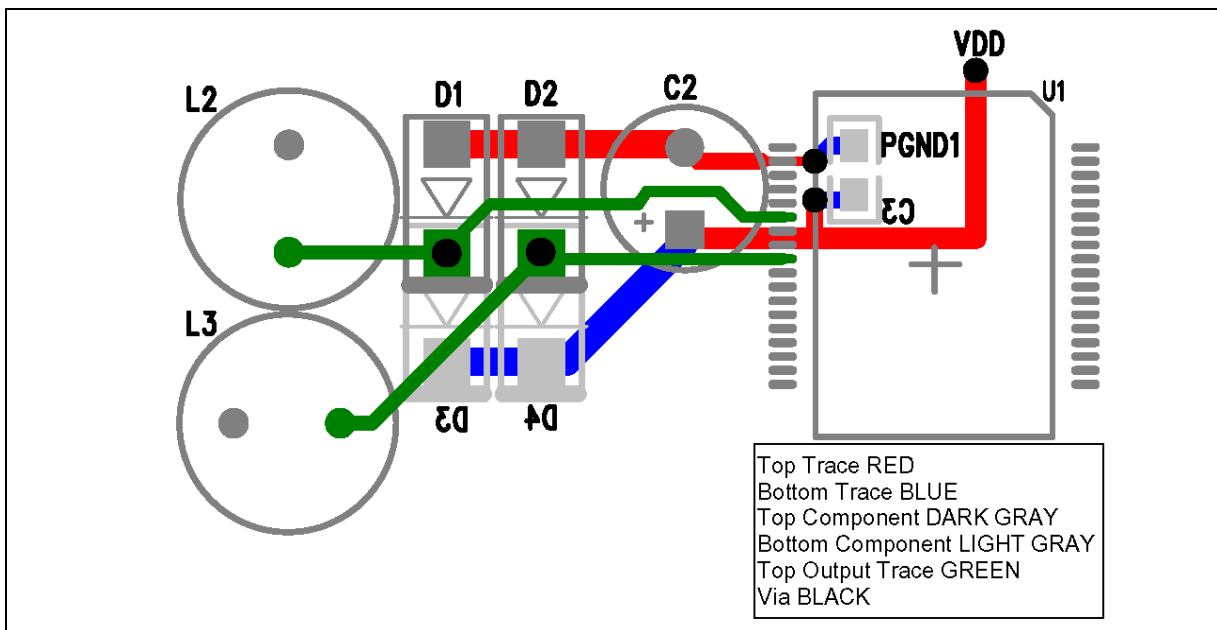 VDD
L2
D1
D2
C2
U1
PGND1
C3
L3
D3
D4
Top Trace RED
Bottom Trace BLUE
Top Component DARK GRAY
Bottom Component LIGHT GRAY
Top Output Trace GREEN
Via BLACK